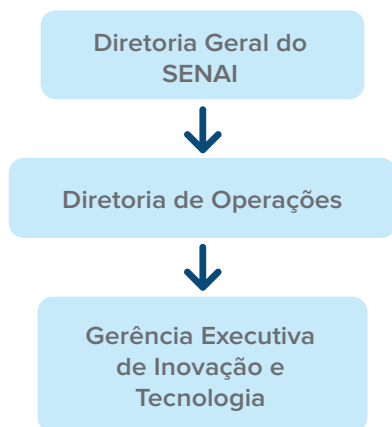 Diretoria Geral do
SENAI
Diretoria de Operações
Gerência Executiva
de Inovação e
Tecnologia